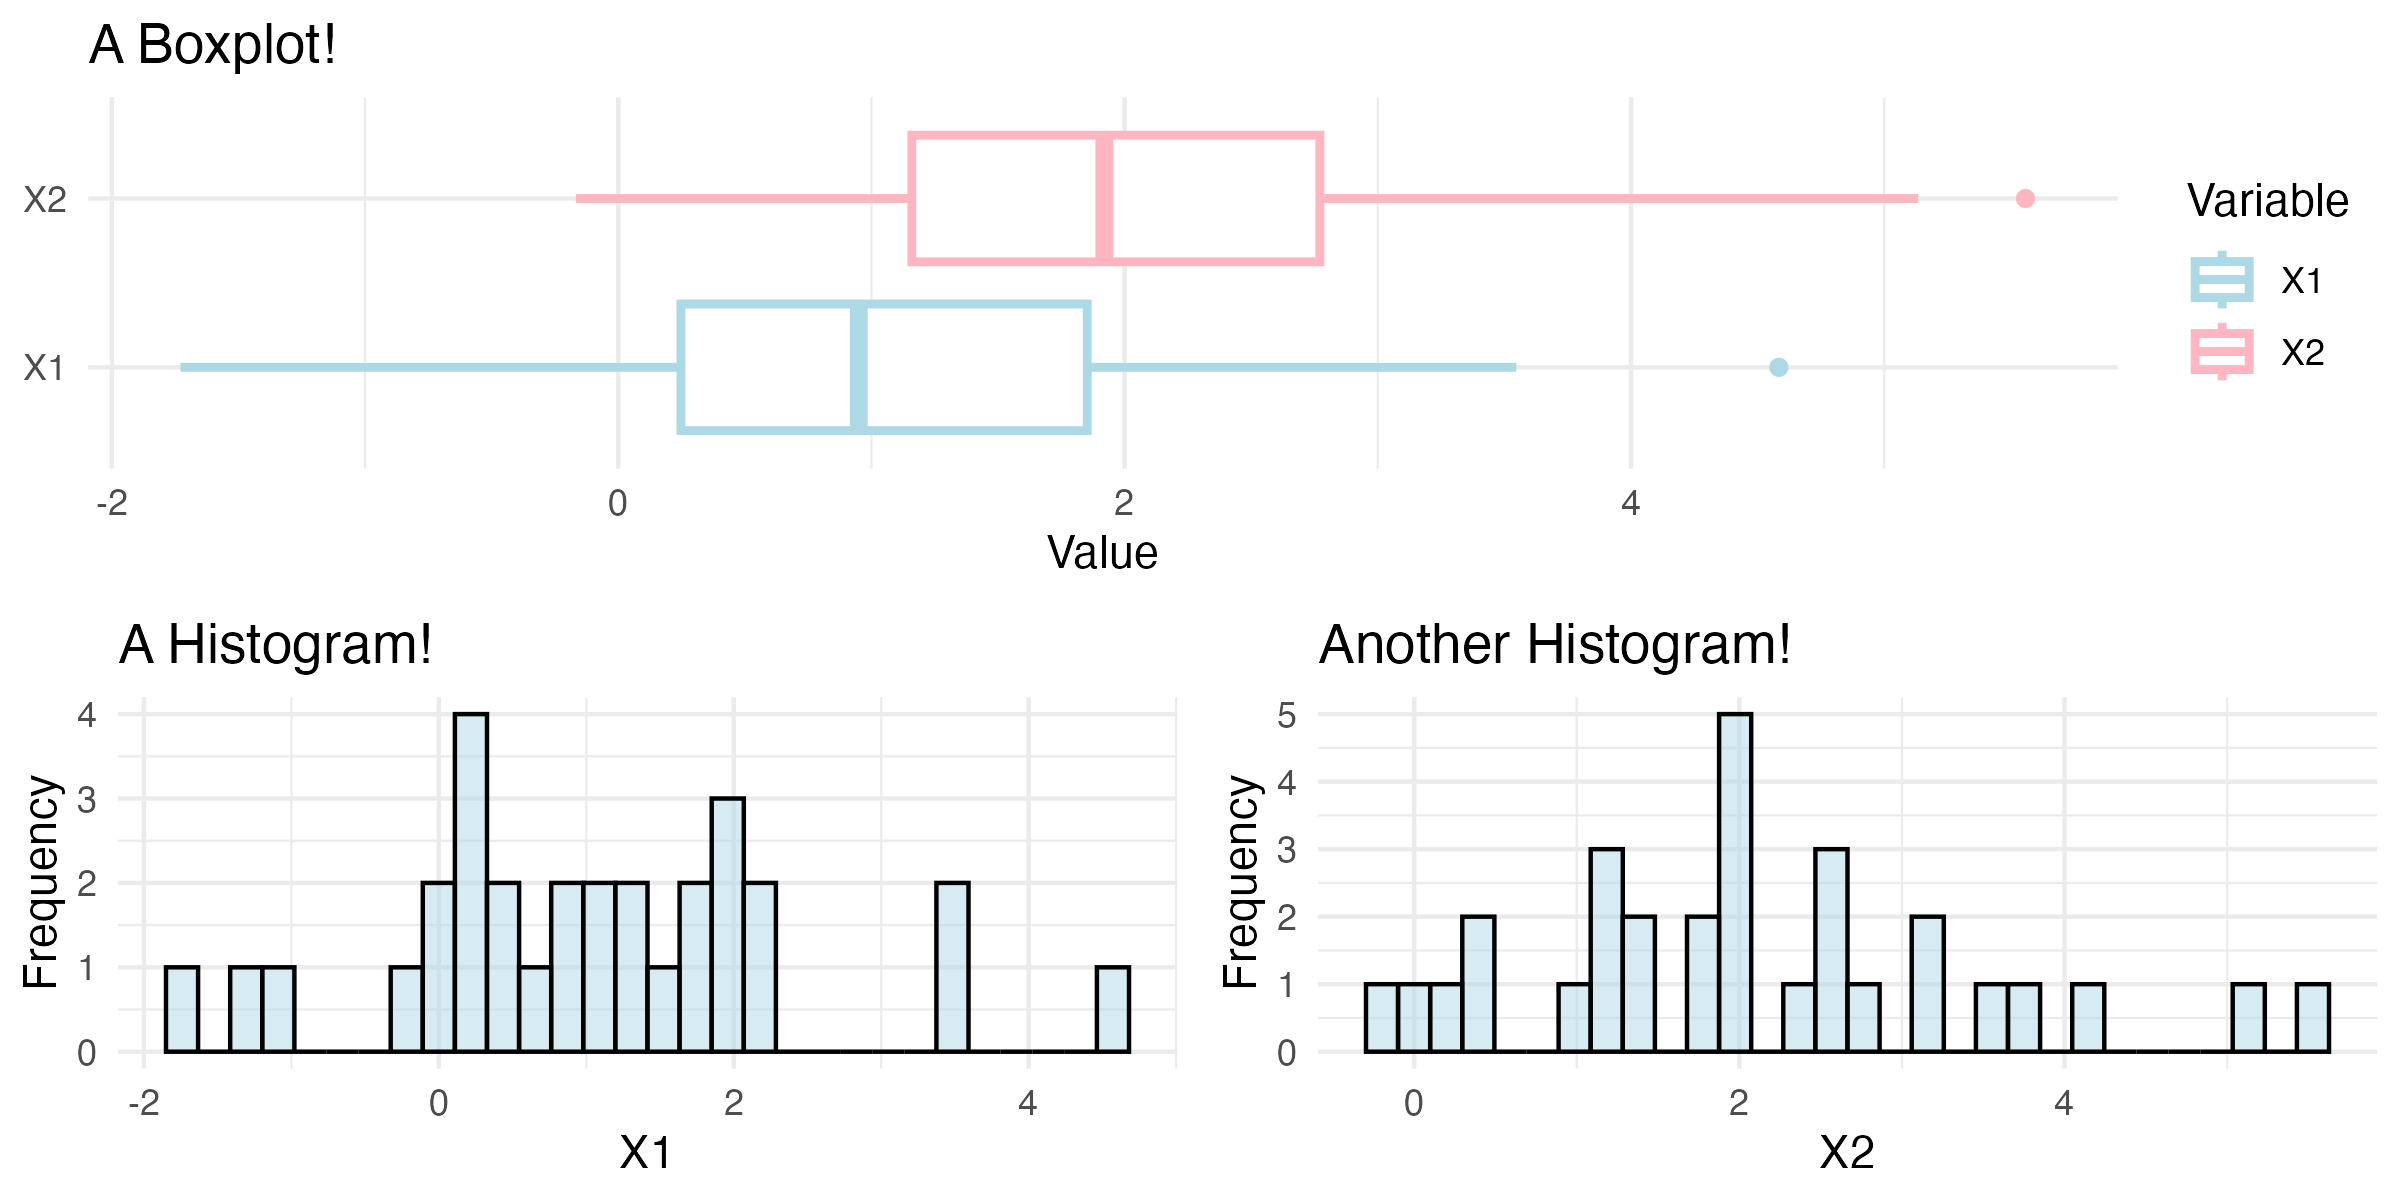 A Boxplot!
X2
X1
-2 0 2 4
Value
Variable
X1
X2
A Histogram!
Frequency
4
3
2
1
0
-2 0 2 4
X1
Another Histogram!
Frequency
5
4
3
2
1
0
0 2 4
X2